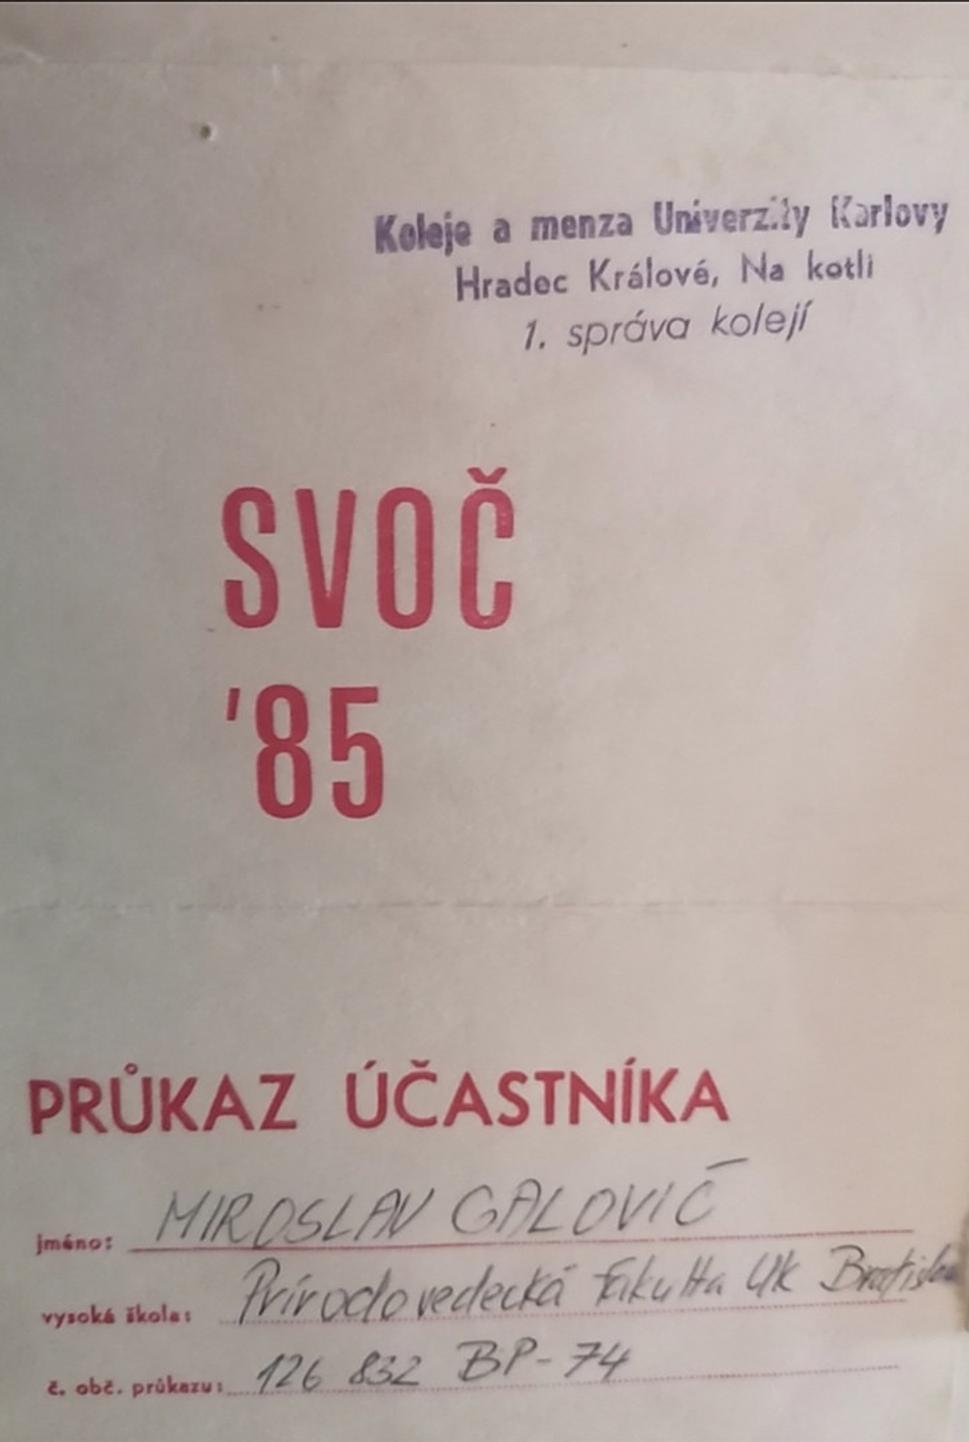 Koleje a menza Univerzity Karlovy
Hradec Králové, Na kotli
1. správa kolejí
SVOČ
'85
PRŮKAZ ÚČASTNÍKA
jméno: MIROSLAV GALOVIČ
vysoká škola: Prírodovedecká fakulta UK Bratislava
č. obč. průkazu: 126 832 BP-74